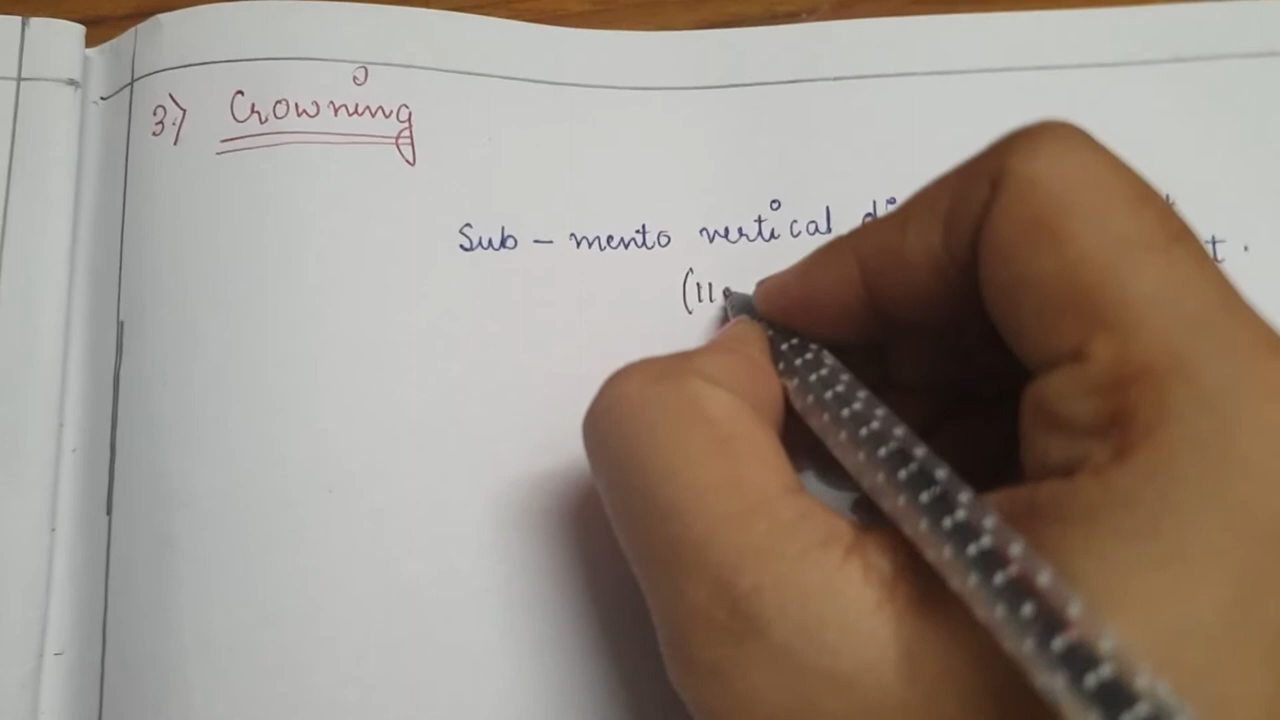 3.) Crowning
Sub - mento vertical
(11